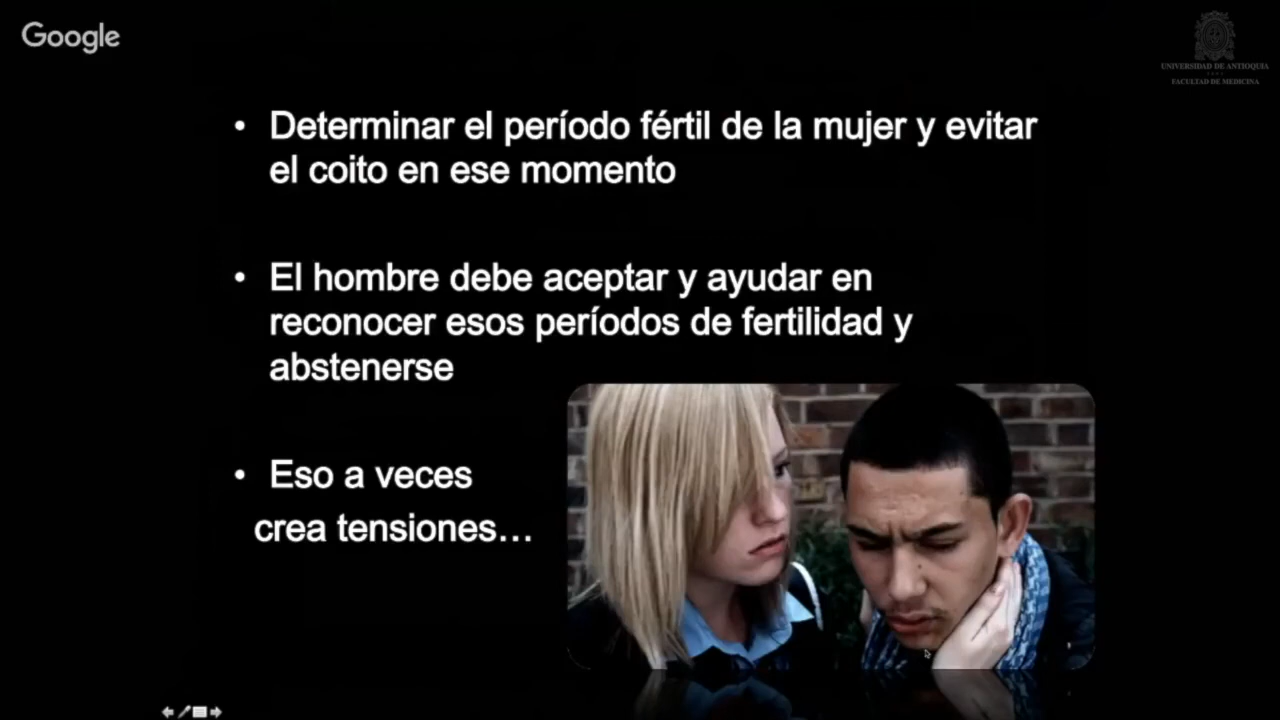 Google
UNIVERSIDAD DE ANTIOQUIA
FACULTAD DE MEDICINA
• Determinar el período fértil de la mujer y evitar
el coito en ese momento
• El hombre debe aceptar y ayudar en
reconocer esos períodos de fertilidad y
abstenerse
• Eso a veces
crea tensiones…